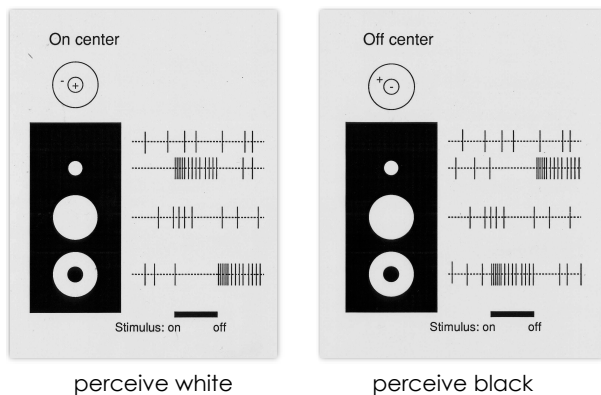 On center
- +
Stimulus: on off
perceive white
Off center
+ -
Stimulus: on off
perceive black